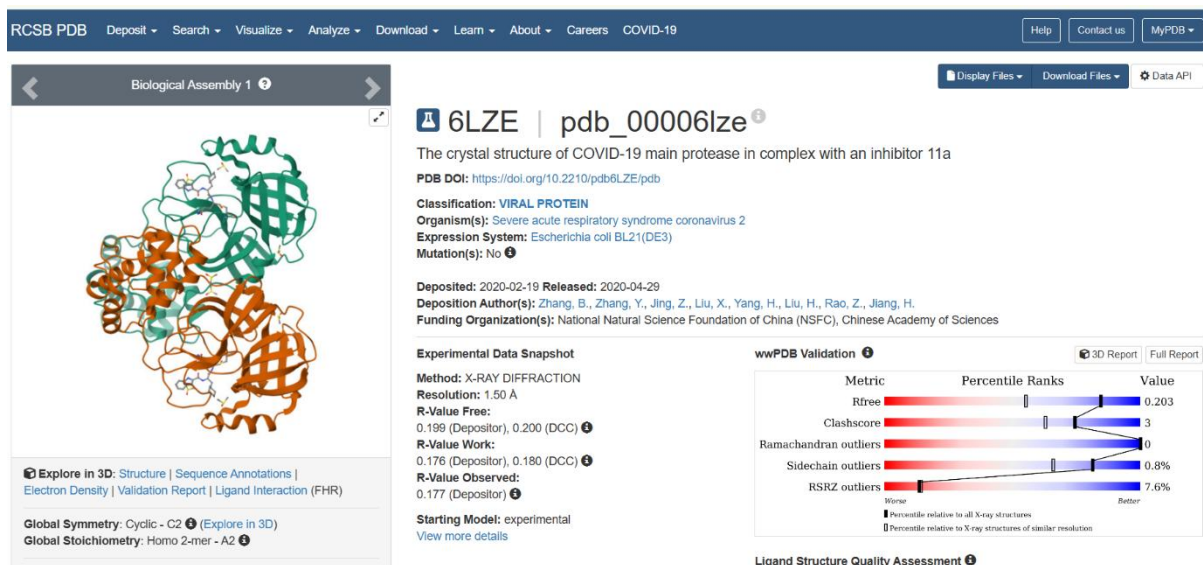 RCSB PDB Deposit Search Visualize Analyze Download Learn About Careers COVID-19 Help Contact us MyPDB
Biological Assembly 1
Display Files Download Files Data API
6LZE | pdb_00006lze
The crystal structure of COVID-19 main protease in complex with an inhibitor 11a
PDB DOI: https://doi.org/10.2210/pdb6LZE/pdb
Classification: VIRAL PROTEIN
Organism(s): Severe acute respiratory syndrome coronavirus 2
Expression System: Escherichia coli BL21(DE3)
Mutation(s): No
Deposited: 2020-02-19 Released: 2020-04-29
Deposition Author(s): Zhang, B., Zhang, Y., Jing, Z., Liu, X., Yang, H., Liu, H., Rao, Z., Jiang, H.
Funding Organization(s): National Natural Science Foundation of China (NSFC), Chinese Academy of Sciences
Explore in 3D: Structure | Sequence Annotations |
Electron Density | Validation Report | Ligand Interaction (FHR)
Global Symmetry: Cyclic - C2 (Explore in 3D)
Global Stoichiometry: Homo 2-mer - A2
Experimental Data Snapshot
Method: X-RAY DIFFRACTION
Resolution: 1.50 Å
R-Value Free:
0.199 (Depositor), 0.200 (DCC)
R-Value Work:
0.176 (Depositor), 0.180 (DCC)
R-Value Observed:
0.177 (Depositor)
Starting Model: experimental
View more details
wwPDB Validation 3D Report Full Report
Metric Percentile Ranks Value
Rfree 0.203
Clashscore 3
Ramachandran outliers 0
Sidechain outliers 0.8%
RSRZ outliers 7.6%
Worse Better
Percentile relative to all X-ray structures
Percentile relative to X-ray structures of similar resolution
Ligand Structure Quality Assessment